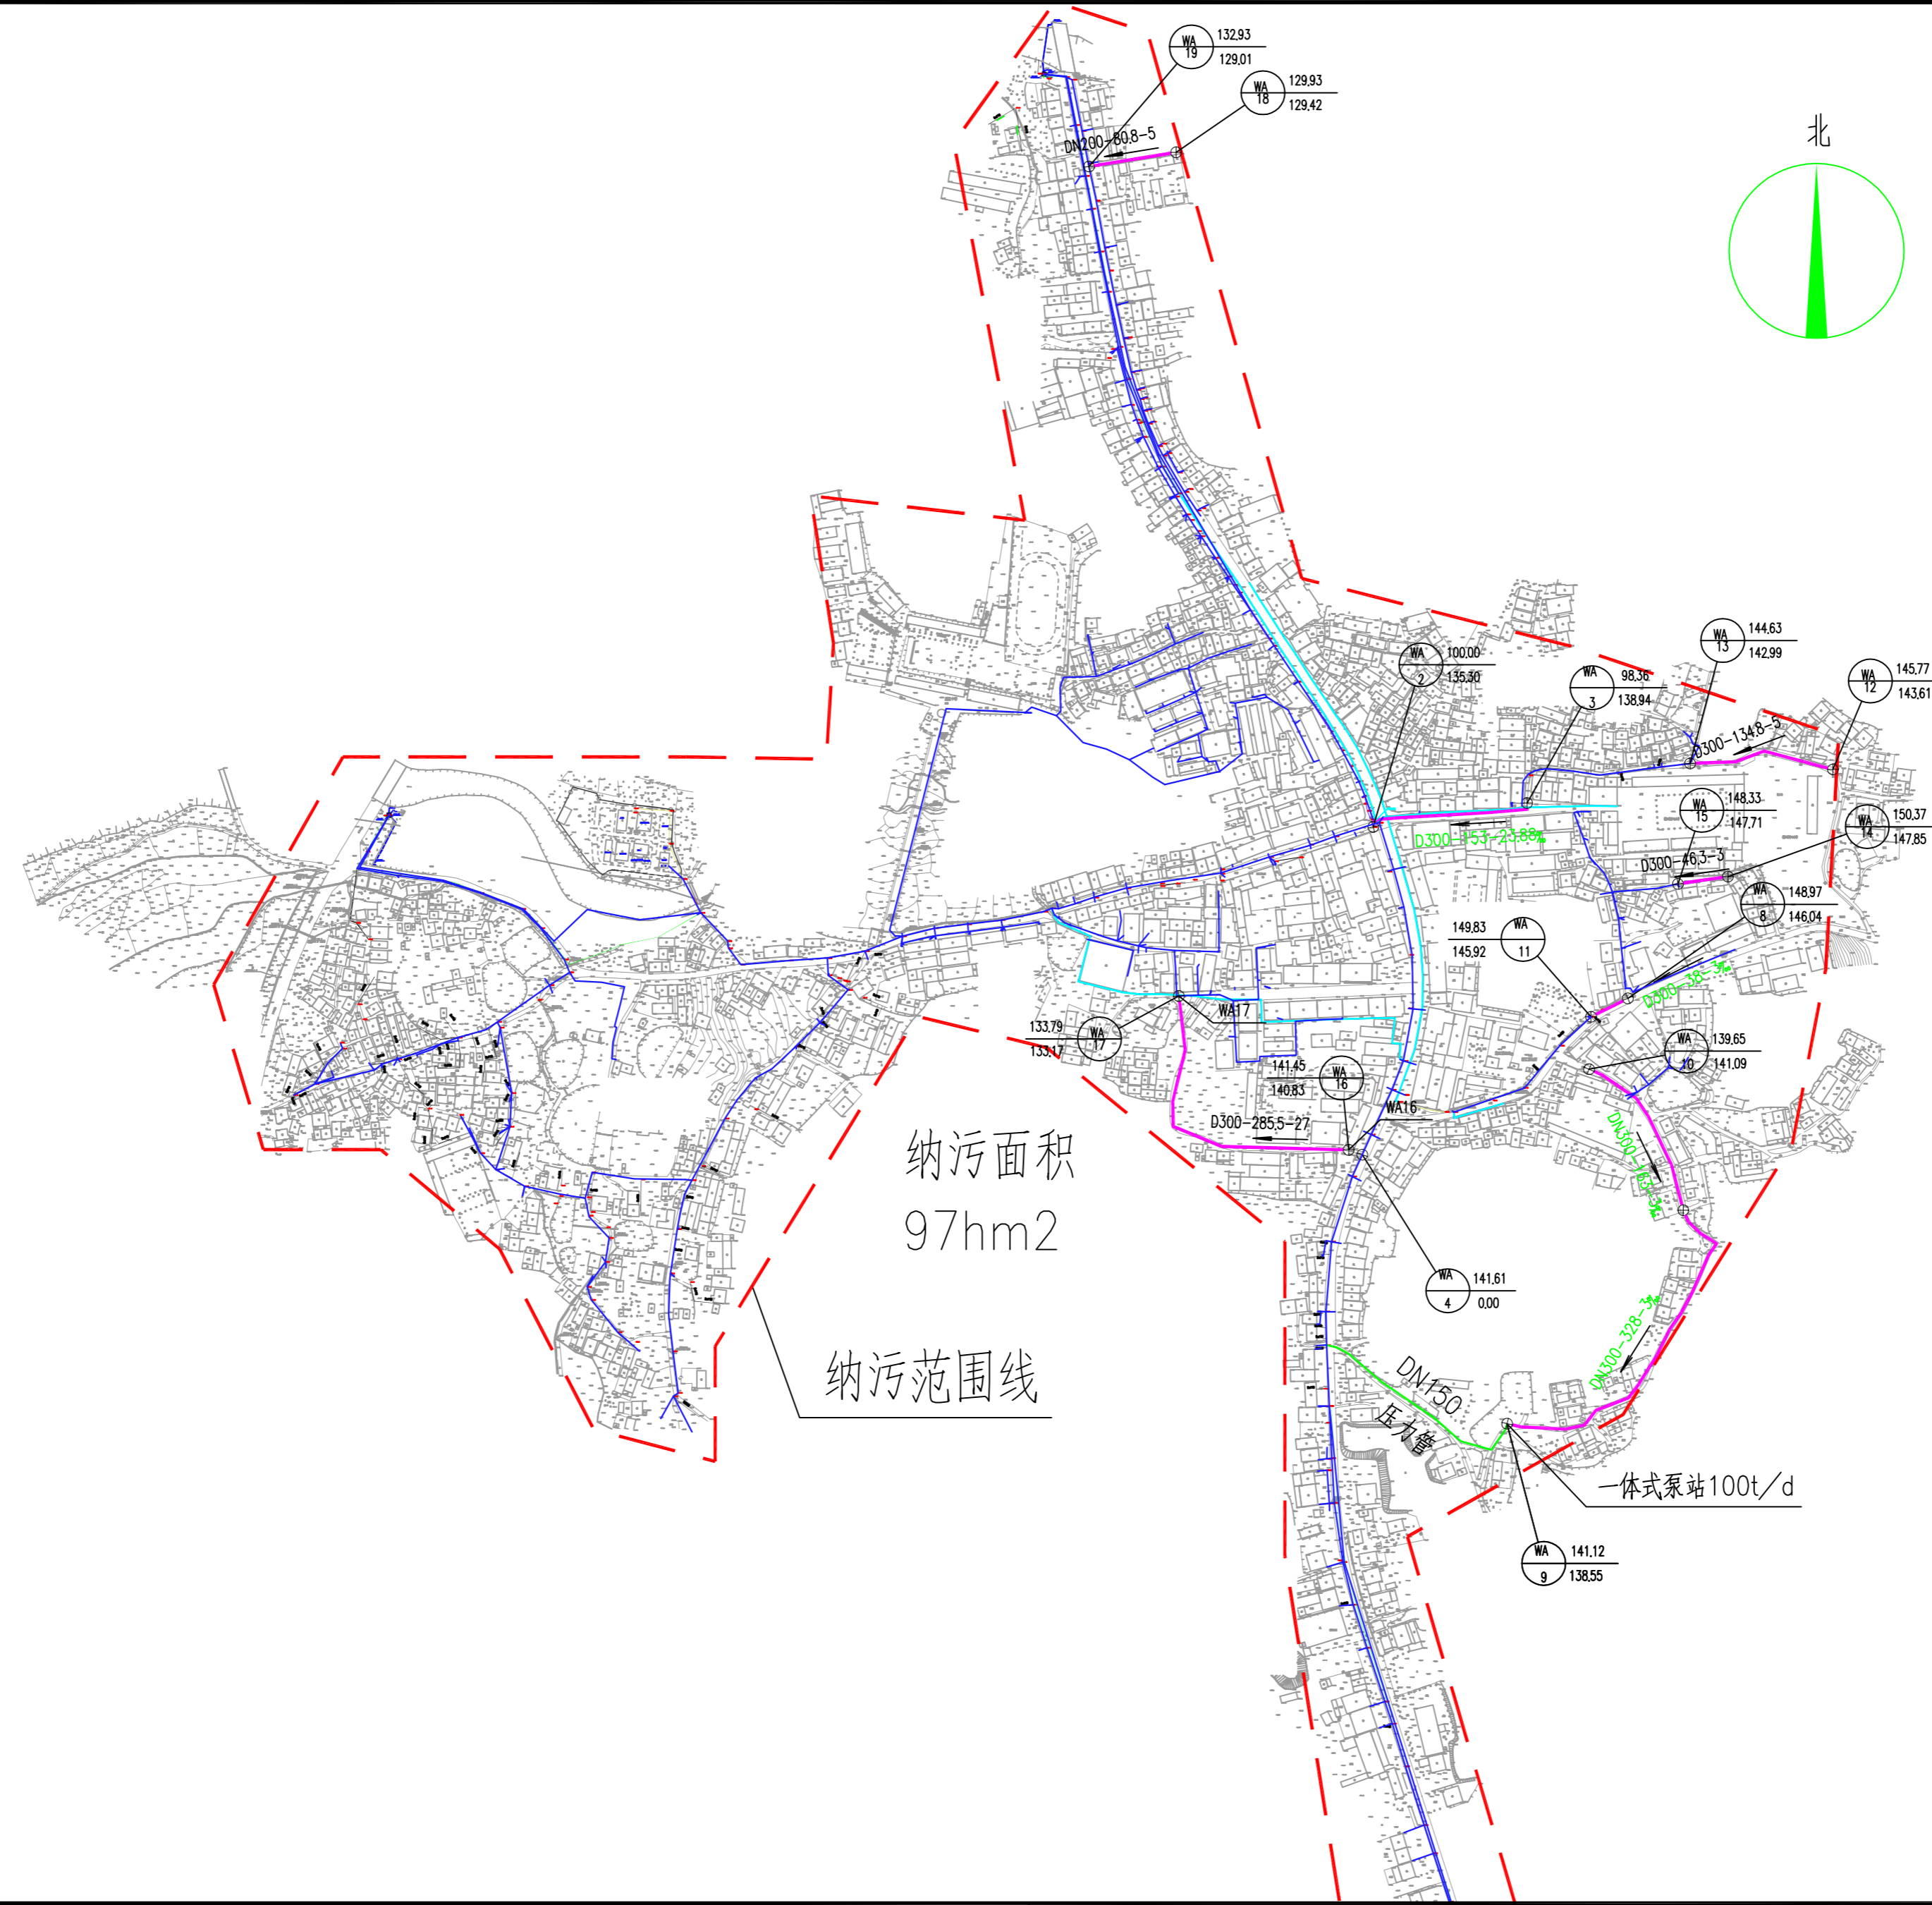 WA 132.93
19 129.01
WA 129.93
18 129.42
DN200-80.8-5
北
WA 144.63
13 142.99
WA 100.00
2 135.30
WA 98.36
3 138.94
WA 145.77
12 143.61
D300-134.8-5
WA 148.33
15 147.71
WA 150.37
14 147.85
D300-153-23.88‰
D300-46.3-3
WA 148.97
8 146.04
149.83 WA
145.92 11
D300-38-3‰
WA17
133.79 WA
133.17 17
WA 139.65
10 141.09
141.45 WA
140.83 16
WA16
D300-285.5-27
DN300-163-3‰
纳污面积
97hm2
WA 141.61
4 0.00
DN300-328-3‰
纳污范围线
DN150
压力管
一体式泵站100t/d
WA 141.12
9 138.55